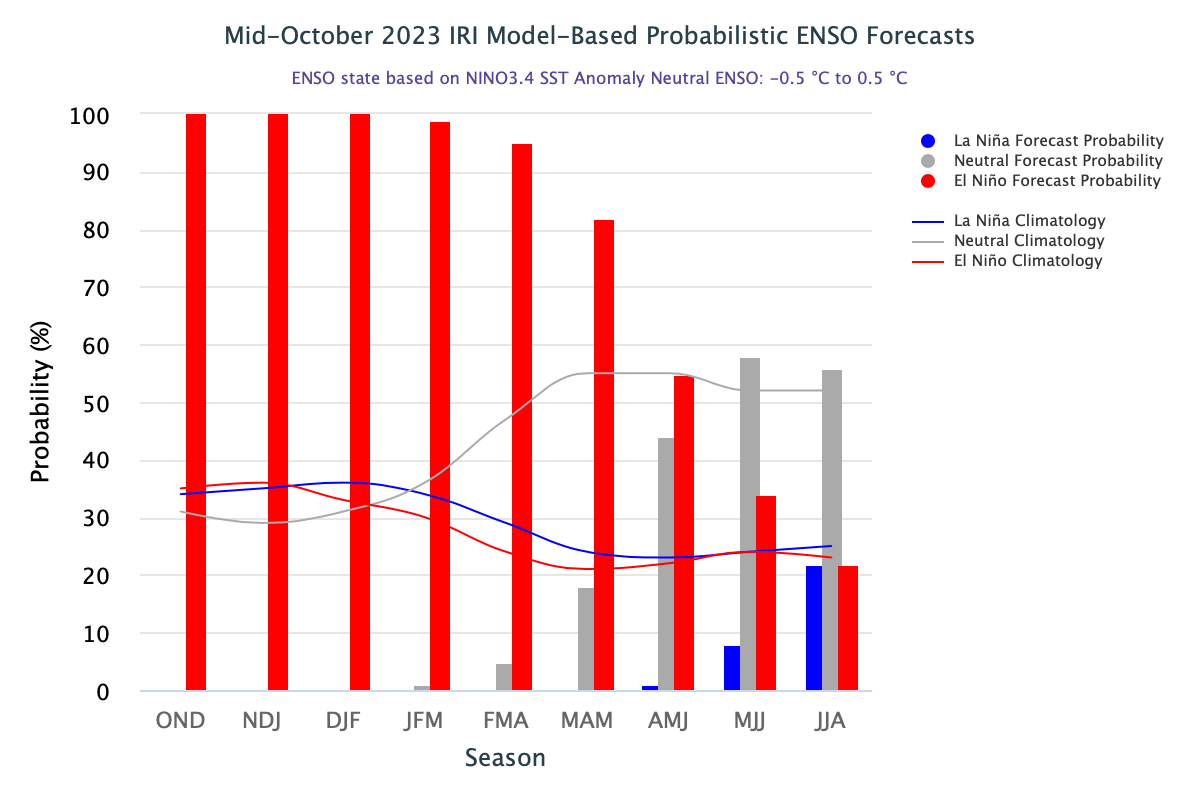 Mid-October 2023 IRI Model-Based Probabilistic ENSO Forecasts
ENSO state based on NINO3.4 SST Anomaly Neutral ENSO: -0.5 °C to 0.5 °C
Probability (%)
100
90
80
70
60
50
40
30
20
10
0
OND NDJ DJF JFM FMA MAM AMJ MJJ JJA
Season
La Niña Forecast Probability
Neutral Forecast Probability
El Niño Forecast Probability
La Niña Climatology
Neutral Climatology
El Niño Climatology